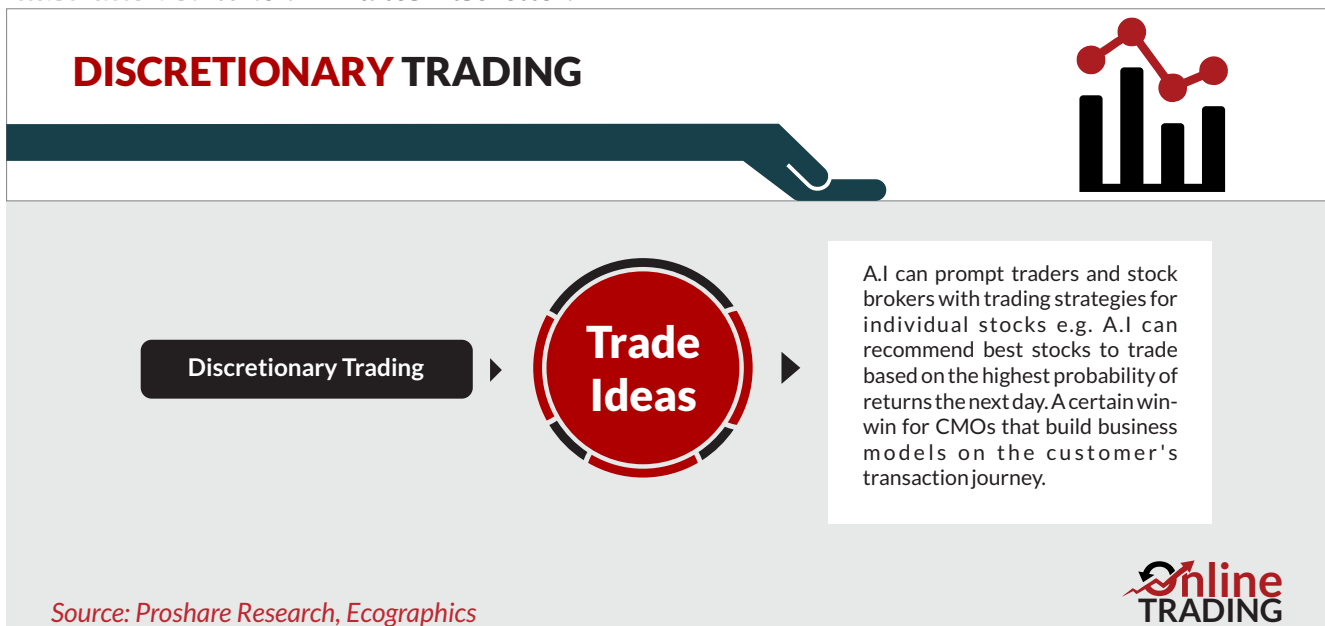 DISCRETIONARY TRADING
Discretionary Trading
Trade
Ideas
A.I can prompt traders and stock
brokers with trading strategies for
individual stocks e.g. A.I can
recommend best stocks to trade
based on the highest probability of
returns the next day. A certain win-
win for CMOs that build business
models on the customer's
transaction journey.
Source: Proshare Research, Ecographics
Online
TRADING